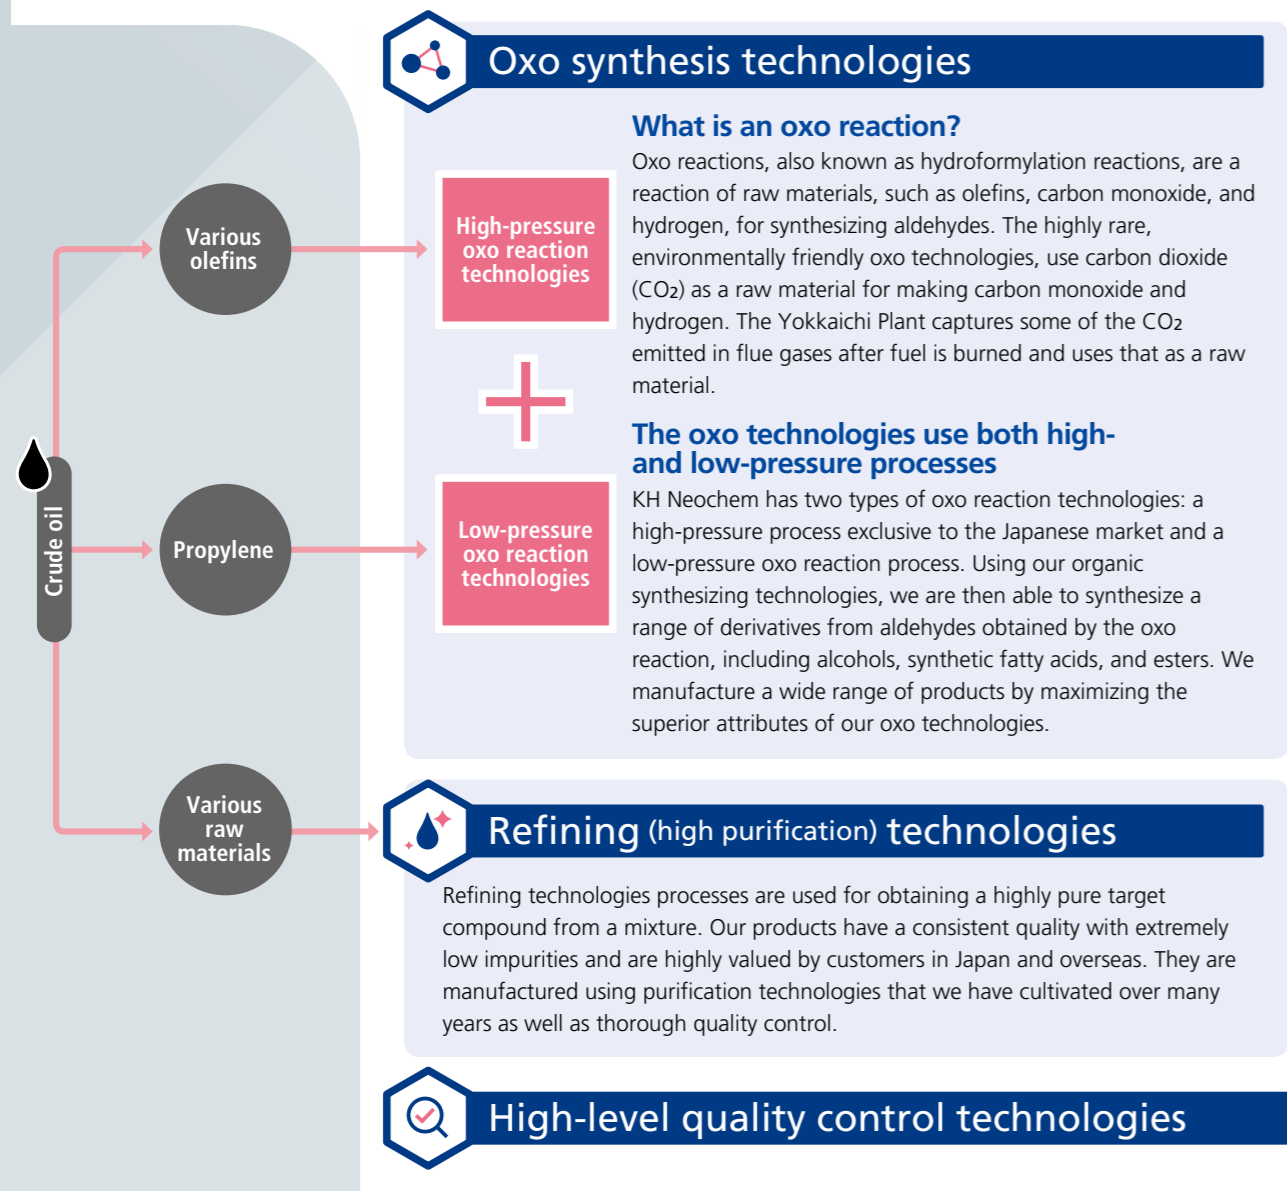 Oxo synthesis technologies
What is an oxo reaction?
Oxo reactions, also known as hydroformylation reactions, are a
reaction of raw materials, such as olefins, carbon monoxide, and
hydrogen, for synthesizing aldehydes. The highly rare,
environmentally friendly oxo technologies, use carbon dioxide
(CO₂) as a raw material for making carbon monoxide and
hydrogen. The Yokkaichi Plant captures some of the CO₂
emitted in flue gases after fuel is burned and uses that as a raw
material.
The oxo technologies use both high-
and low-pressure processes
KH Neochem has two types of oxo reaction technologies: a
high-pressure process exclusive to the Japanese market and a
low-pressure oxo reaction process. Using our organic
synthesizing technologies, we are then able to synthesize a
range of derivatives from aldehydes obtained by the oxo
reaction, including alcohols, synthetic fatty acids, and esters. We
manufacture a wide range of products by maximizing the
superior attributes of our oxo technologies.
Crude oil
Various
olefins
High-pressure
oxo reaction
technologies
Propylene
Low-pressure
oxo reaction
technologies
Various
raw
materials
Refining (high purification) technologies
Refining technologies processes are used for obtaining a highly pure target
compound from a mixture. Our products have a consistent quality with extremely
low impurities and are highly valued by customers in Japan and overseas. They are
manufactured using purification technologies that we have cultivated over many
years as well as thorough quality control.
High-level quality control technologies